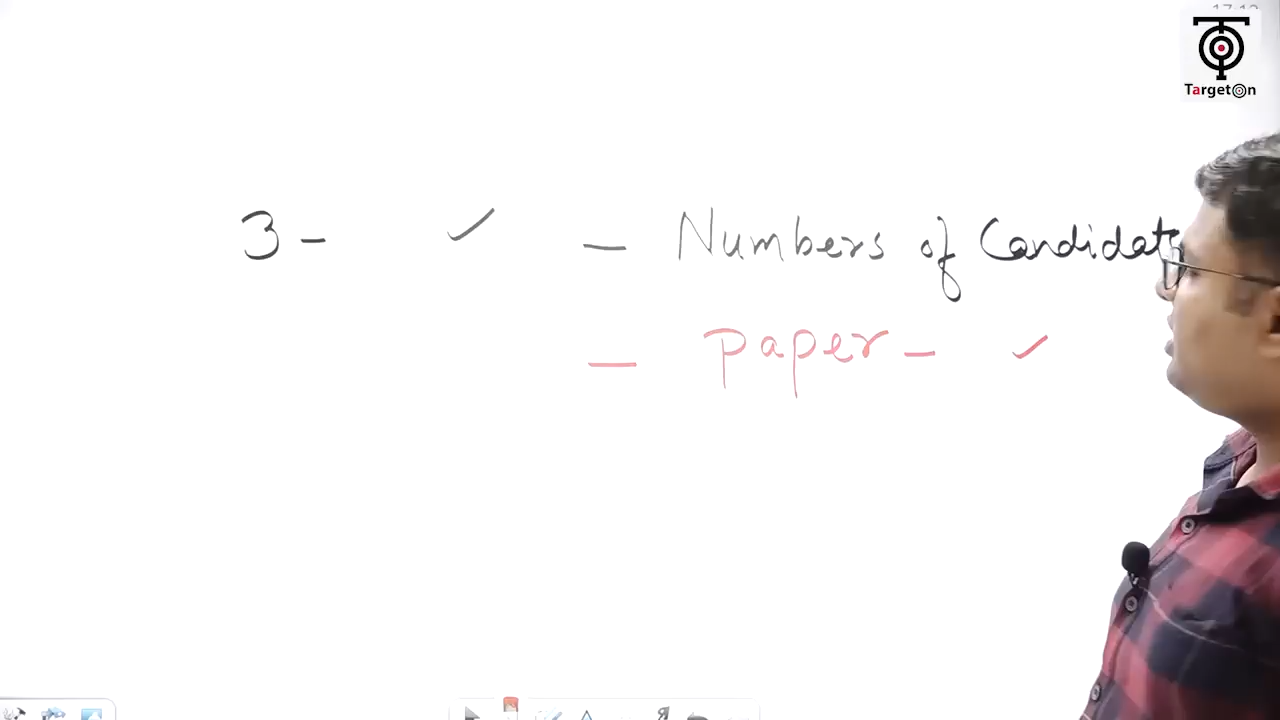 TargetOn
3 - ✓ - Numbers of Candidat
- Paper - ✓